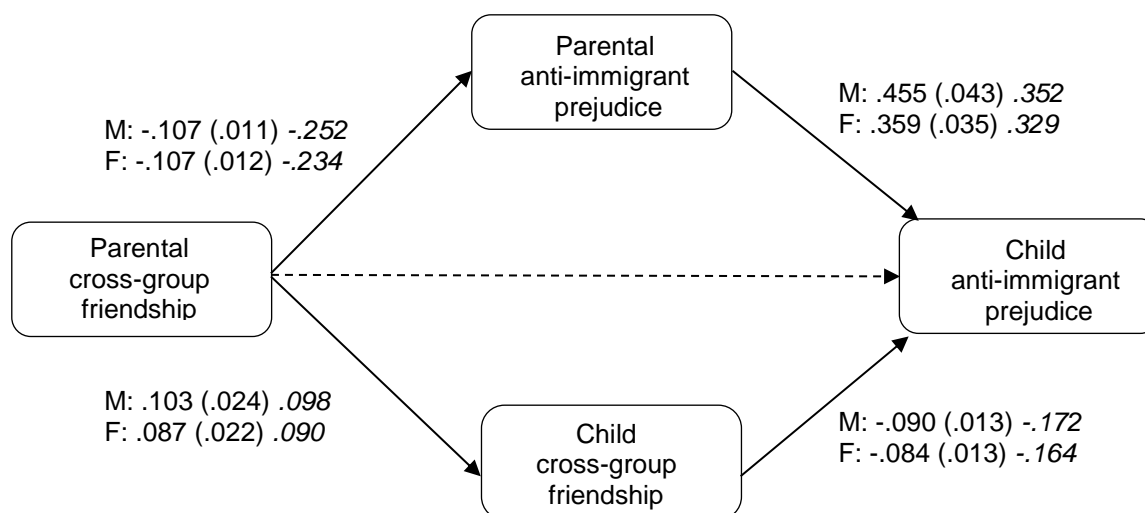 Parental
anti-immigrant
prejudice
M: -.107 (.011) -.252
F: -.107 (.012) -.234
M: .455 (.043) .352
F: .359 (.035) .329
Parental
cross-group
friendship
Child
anti-immigrant
prejudice
M: .103 (.024) .098
F: .087 (.022) .090
Child
cross-group
friendship
M: -.090 (.013) -.172
F: -.084 (.013) -.164